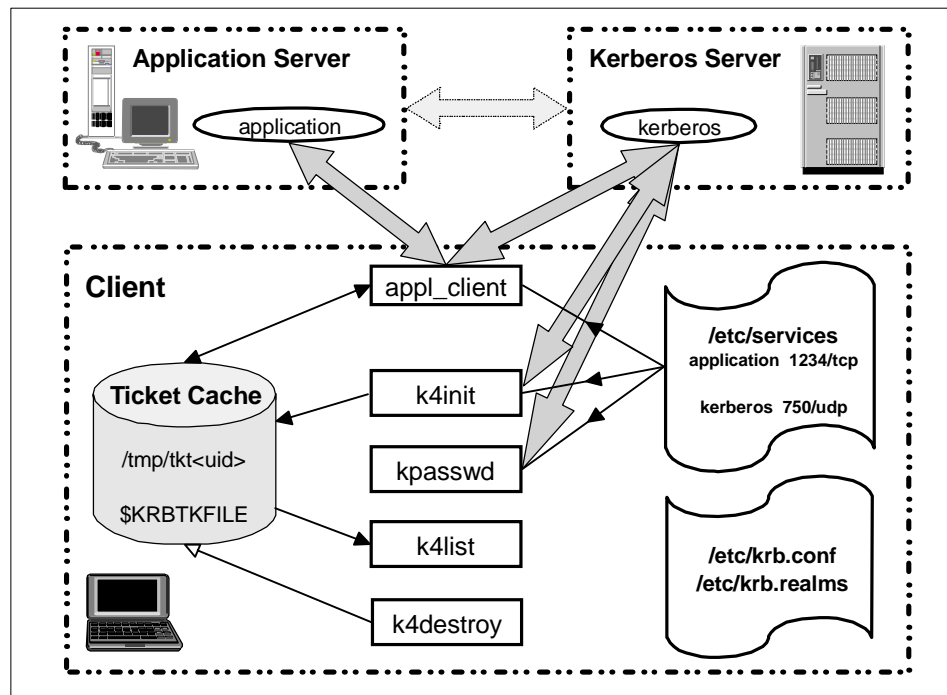 Application Server
application
Kerberos Server
kerberos
Client
appl_client
k4init
kpasswd
k4list
k4destroy
Ticket Cache
/tmp/tkt<uid>
$KRBTKFILE
/etc/services
application 1234/tcp
kerberos 750/udp
/etc/krb.conf
/etc/krb.realms